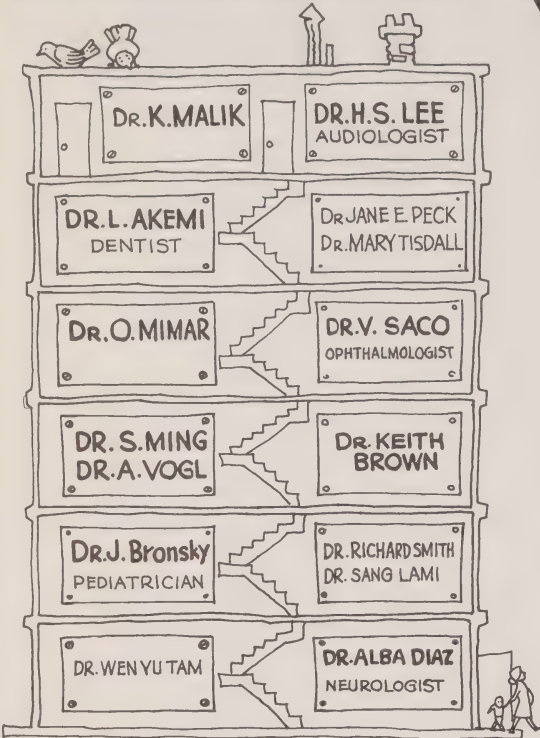 DR.K.MALIK
DR.H.S. LEE
AUDIOLOGIST
DR.L.AKEMI
DENTIST
DR JANE E. PECK
DR.MARY TISDALL
DR.O.MIMAR
DR.V. SACO
OPHTHALMOLOGIST
DR.S.MING
DR.A.VOGL
DR.KEITH
BROWN
DR.J.Bronsky
PEDIATRICIAN
DR.RICHARD SMITH
DR. SANG LAMI
DR.WEN YU TAM
DR.ALBA DIAZ
NEUROLOGIST